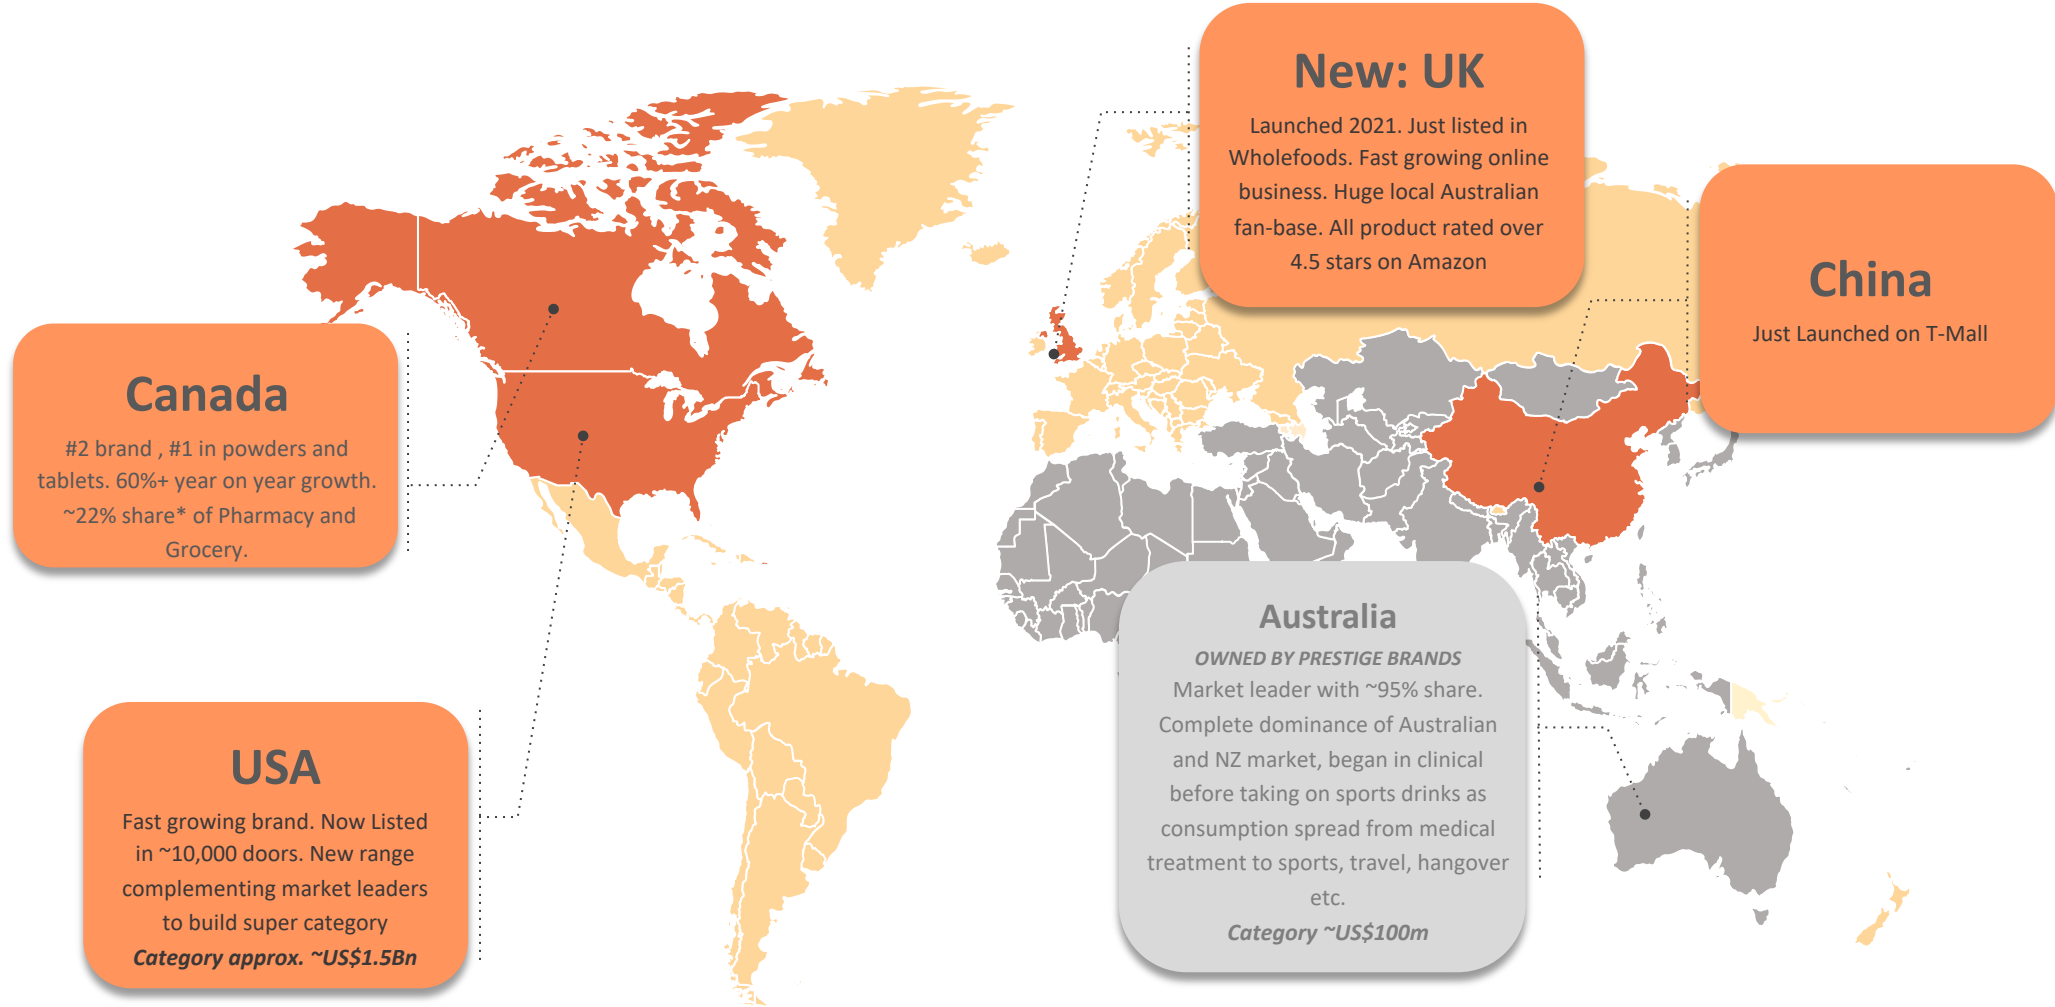 New: UK
Launched 2021. Just listed in
Wholefoods. Fast growing online
business. Huge local Australian
fan-base. All product rated over
4.5 stars on Amazon
China
Just Launched on T-Mall
Canada
#2 brand , #1 in powders and
tablets. 60%+ year on year growth.
~22% share* of Pharmacy and
Grocery.
USA
Fast growing brand. Now Listed
in ~10,000 doors. New range
complementing market leaders
to build super category
Category approx. ~US$1.5Bn
Australia
OWNED BY PRESTIGE BRANDS
Market leader with ~95% share.
Complete dominance of Australian
and NZ market, began in clinical
before taking on sports drinks as
consumption spread from medical
treatment to sports, travel, hangover
etc.
Category ~US$100m